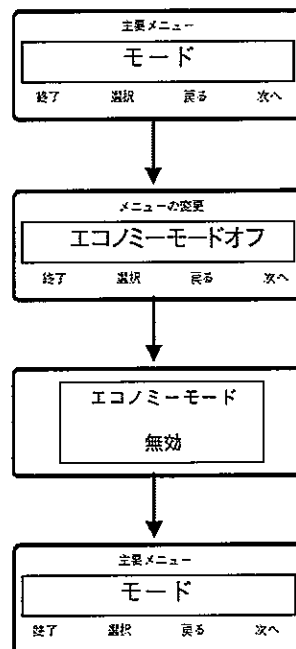 主要メニュー
モード
終了 選択 戻る 次へ
メニューの変更
エコノミーモードオフ
終了 選択 戻る 次へ
エコノミーモード
無効
主要メニュー
モード
終了 選択 戻る 次へ